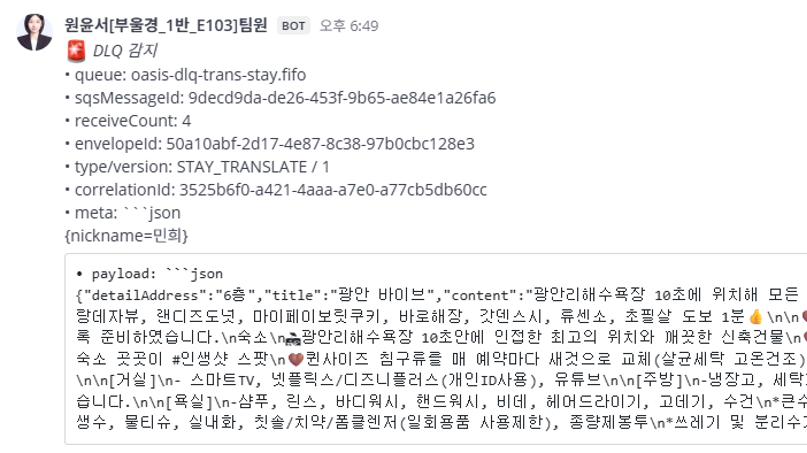 원윤서[부울경_1반_E103]팀원 BOT 오후 6:49
🚨 DLQ 감지
• queue: oasis-dlq-trans-stay.fifo
• sqsMessageId: 9decd9da-de26-453f-9b65-ae84e1a26fa6
• receiveCount: 4
• envelopeId: 50a10abf-2d17-4e87-8c38-97b0cbc128e3
• type/version: STAY_TRANSLATE / 1
• correlationId: 3525b6f0-a421-4aaa-a7e0-a77cb5db60cc
• meta: ```json
{nickname=민희}
• payload: ```json
{"detailAddress":"6층","title":"광안 바이브","content":"광안리해수욕장 10초에 위치해 모든
랑데자뷰, 랜디즈도넛, 마이페이보릿쿠키, 바로해장, 갓덴스시, 류센소, 초필살 도보 1분👍\n\n❤
록 준비하였습니다.\n숙소\n🏡광안리해수욕장 10초안에 인접한 최고의 위치와 깨끗한 신축건물\n❤
숙소 곳곳이 #인생샷 스팟\n❤퀸사이즈 침구류를 매 예약마다 새것으로 교체(살균세탁 고온건조)
\n\n[거실]\n- 스마트TV, 넷플릭스/디즈니플러스(개인ID사용), 유튜브\n\n[주방]\n-냉장고, 세탁
습니다.\n\n[욕실]\n-샴푸, 린스, 바디워시, 핸드워시, 비데, 헤어드라이기, 고데기, 수건\n*큰수
생수, 물티슈, 실내화, 칫솔/치약/폼클렌저(일회용품 사용제한), 종량제봉투\n*쓰레기 및 분리수